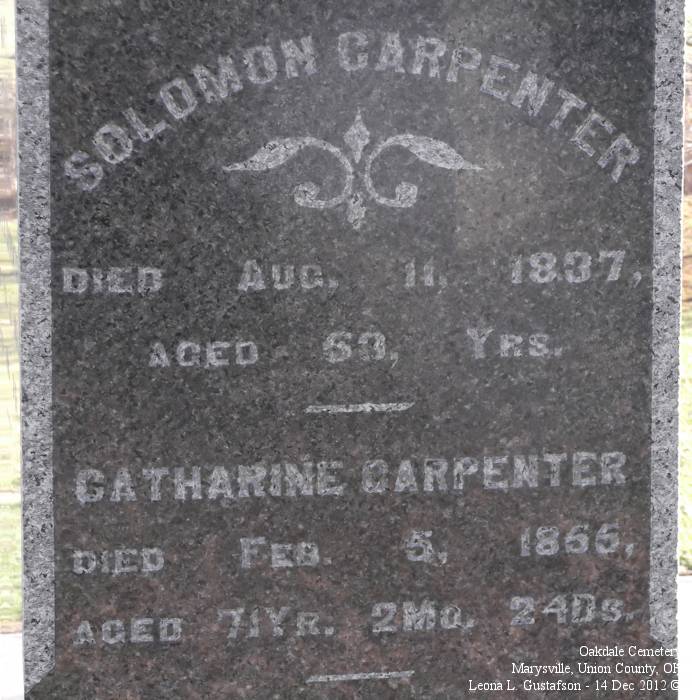 SOLOMON CARPENTER
DIED AUG. 11, 1837,
AGED 53, YRS.
CATHARINE CARPENTER
DIED FEB. 5, 1866,
AGED 71YR. 2MO. 24DS.
Oakdale Cemetery
Marysville, Union County, OH
Leona L. Gustafson - 14 Dec 2012 ©